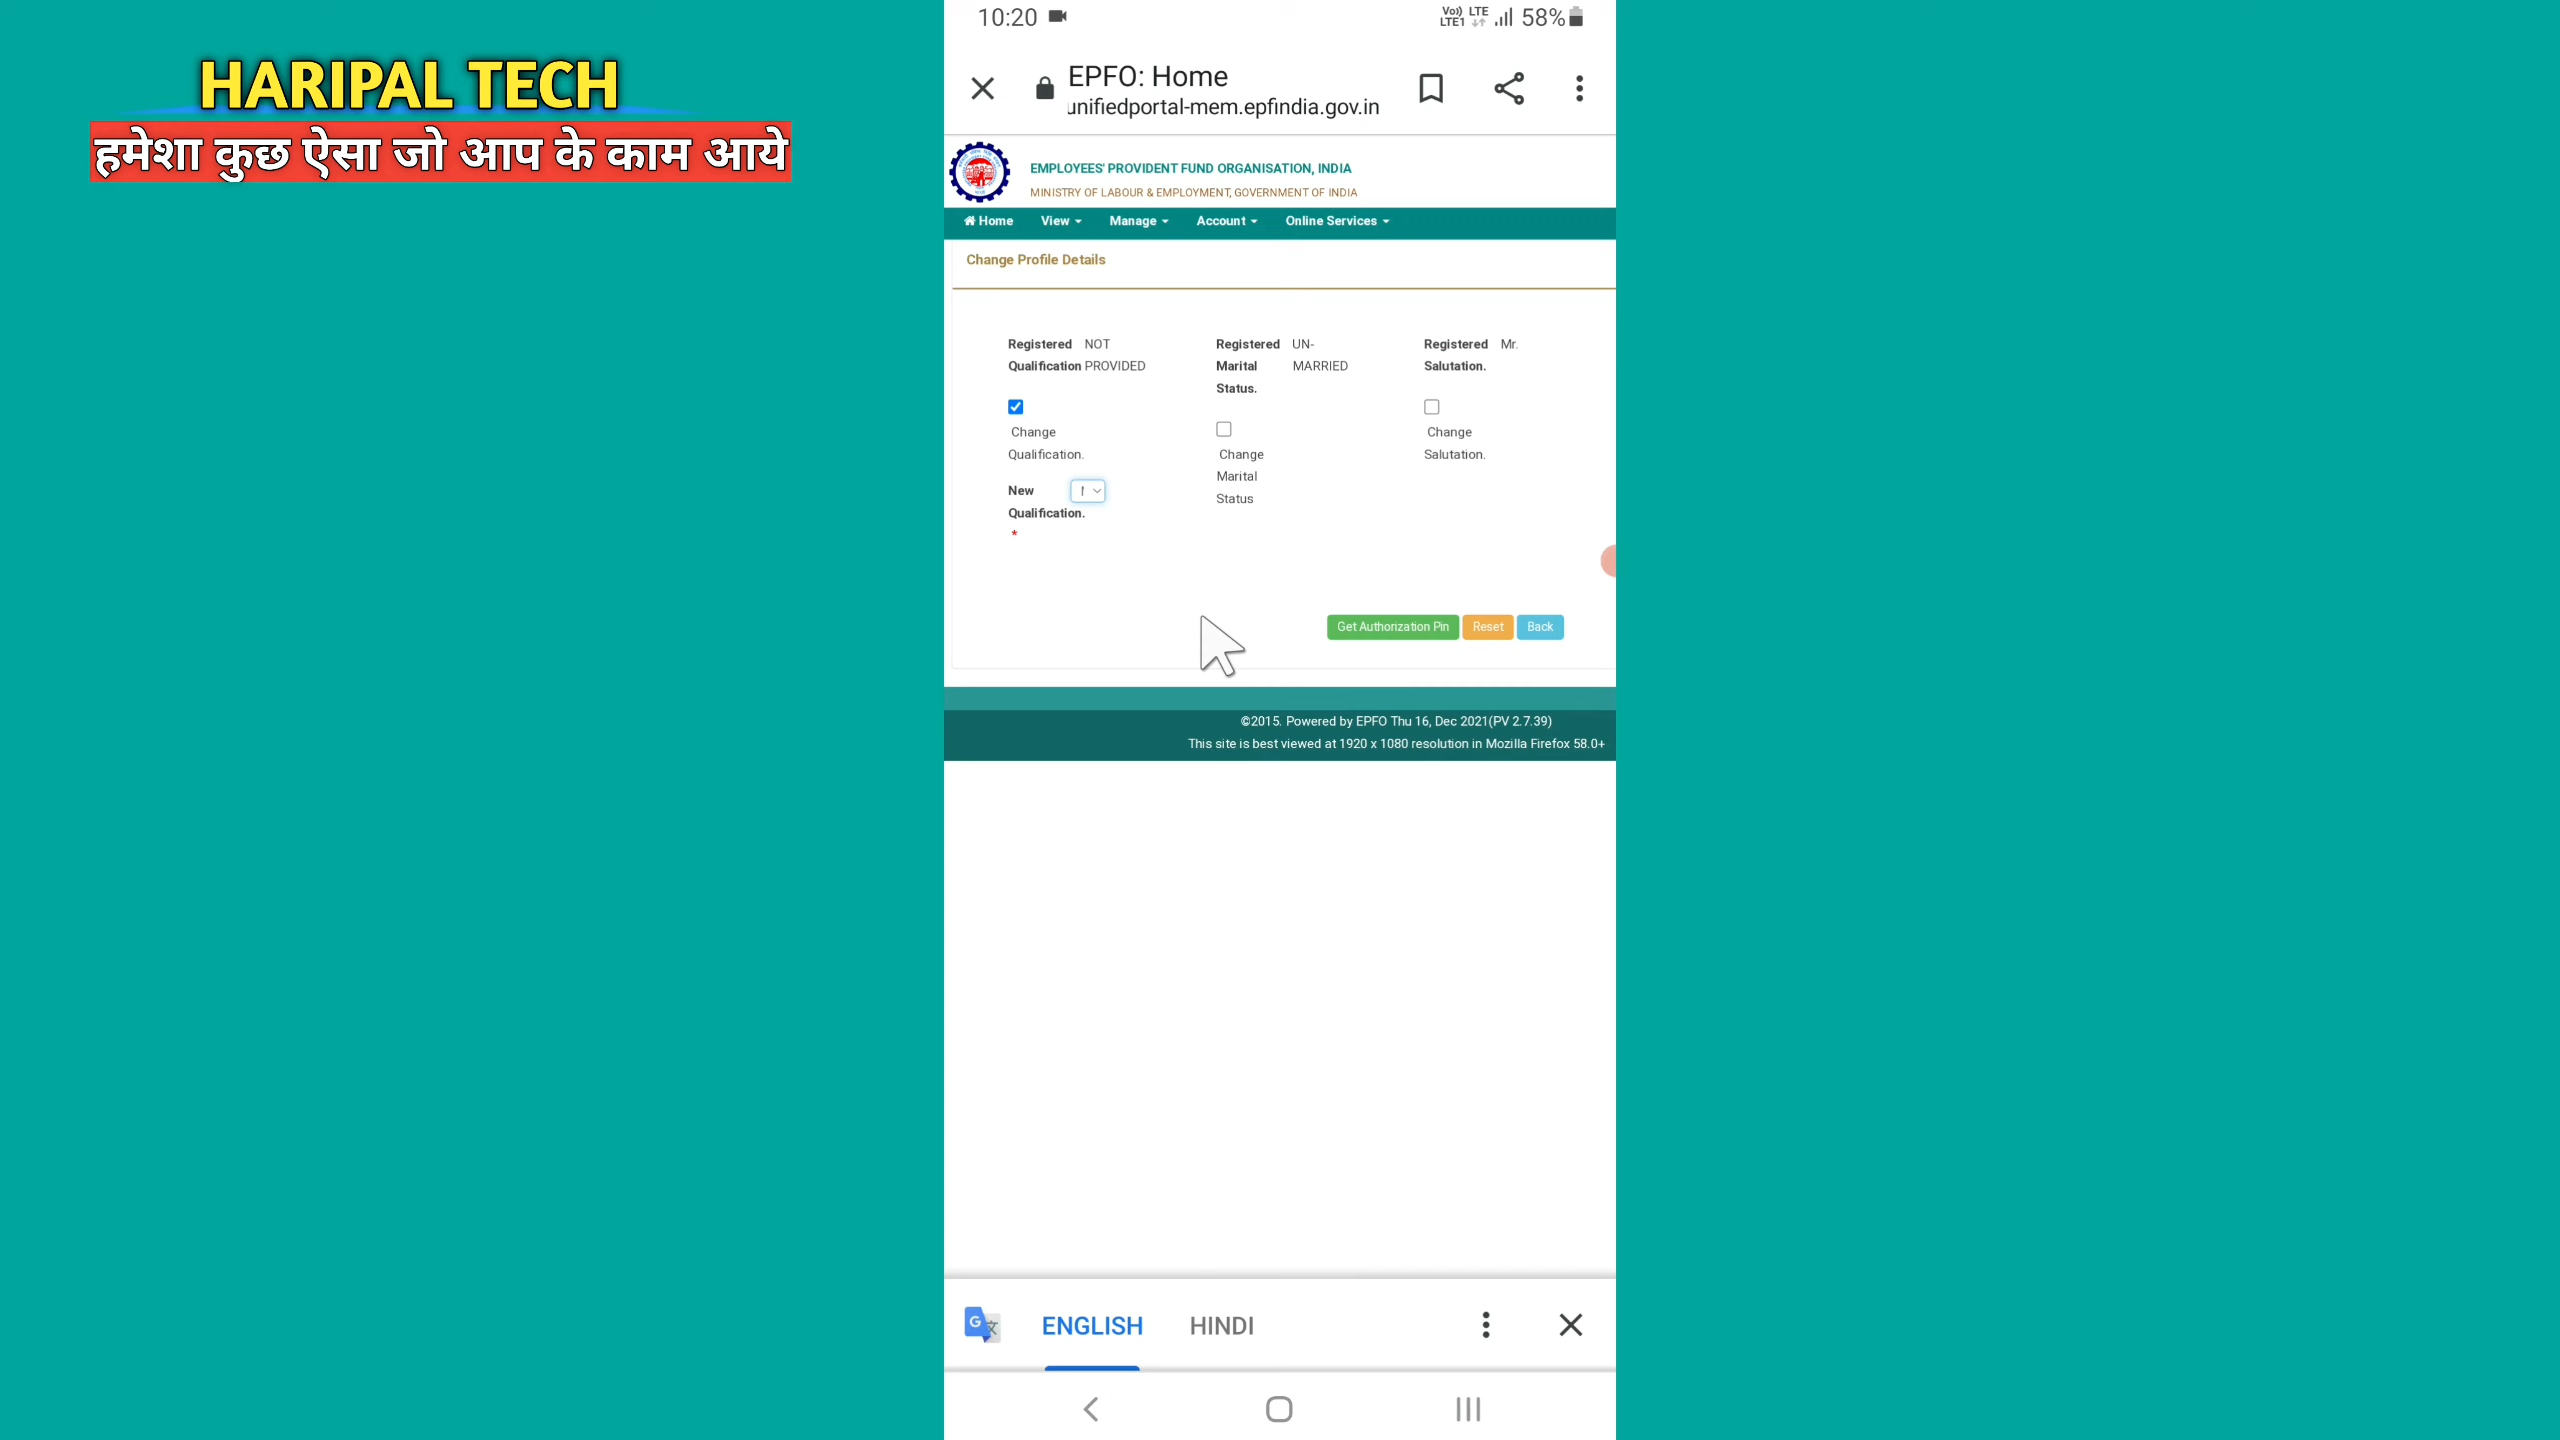 HARIPAL TECH
हमेशा कुछ ऐसा जो आप के काम आये
10:20
Vo)) LTE
LTE1
58%
EPFO: Home
unifiedportal-mem.epfindia.gov.in
EMPLOYEES' PROVIDENT FUND ORGANISATION, INDIA
MINISTRY OF LABOUR & EMPLOYMENT, GOVERNMENT OF INDIA
Home View Manage Account Online Services
Change Profile Details
Registered Qualification NOT PROVIDED
Change Qualification.
New Qualification.
*
Registered Marital Status. UN-MARRIED
Change Marital Status
Registered Salutation. Mr.
Change Salutation.
Get Authorization Pin Reset Back
©2015. Powered by EPFO Thu 16, Dec 2021(PV 2.7.39)
This site is best viewed at 1920 x 1080 resolution in Mozilla Firefox 58.0+
ENGLISH HINDI